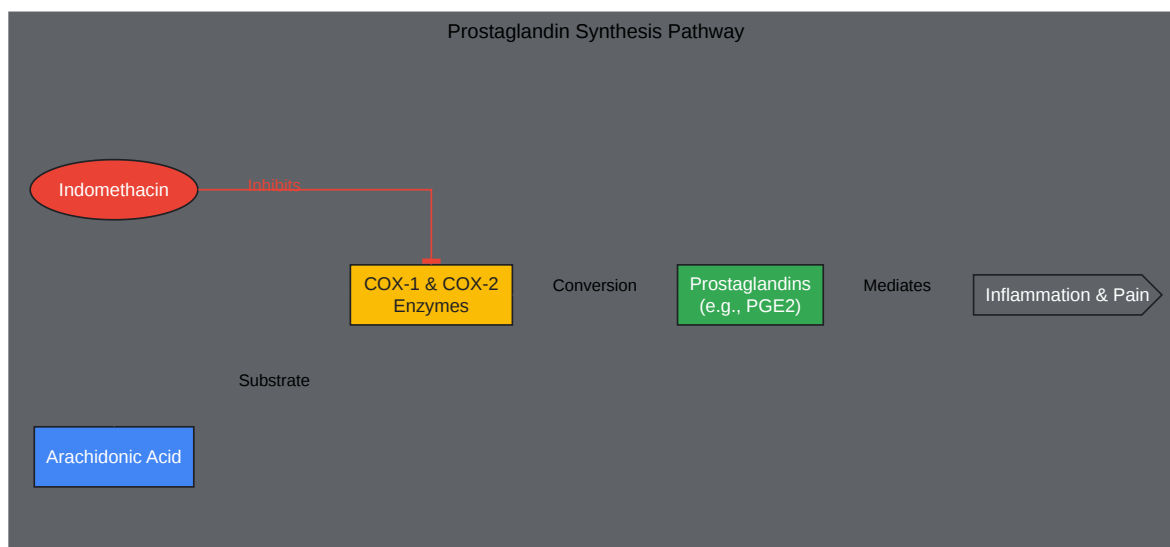 Prostaglandin Synthesis Pathway
Indomethacin
Inhibits
COX-1 & COX-2
Enzymes
Conversion
Prostaglandins
(e.g., PGE2)
Mediates
Inflammation & Pain
Substrate
Arachidonic Acid